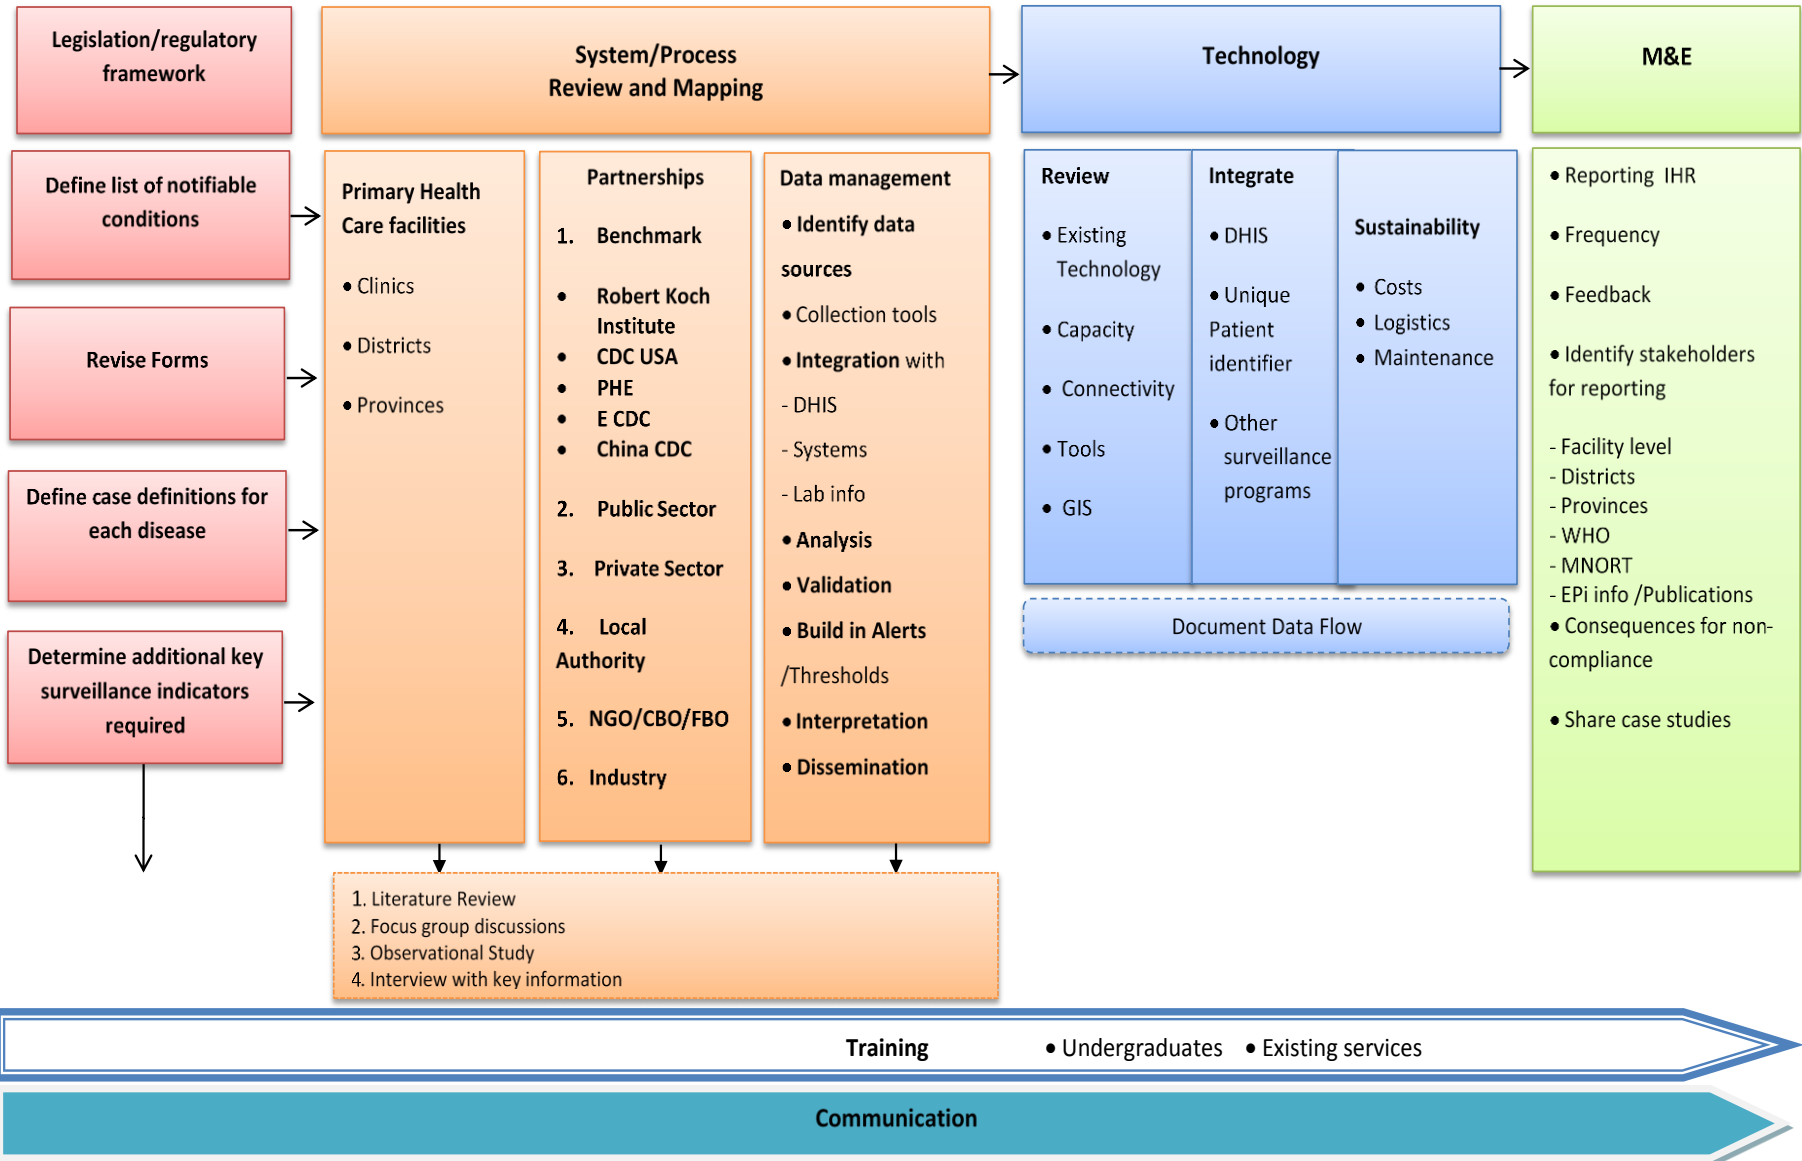 Legislation/regulatory
framework
System/Process
Review and Mapping
Technology
M&E
Define list of notifiable
conditions
Revise Forms
Define case definitions for
each disease
Determine additional key
surveillance indicators
required
Primary Health
Care facilities
• Clinics
• Districts
• Provinces
Partnerships
1. Benchmark
• Robert Koch
Institute
• CDC USA
• PHE
• E CDC
• China CDC
2. Public Sector
3. Private Sector
4. Local
Authority
5. NGO/CBO/FBO
6. Industry
Data management
• Identify data
sources
• Collection tools
• Integration with
- DHIS
- Systems
- Lab info
• Analysis
• Validation
• Build in Alerts
/Thresholds
• Interpretation
• Dissemination
1. Literature Review
2. Focus group discussions
3. Observational Study
4. Interview with key information
Review
• Existing
Technology
• Capacity
• Connectivity
• Tools
• GIS
Integrate
• DHIS
• Unique
Patient
identifier
• Other
surveillance
programs
Sustainability
• Costs
• Logistics
• Maintenance
Document Data Flow
• Reporting IHR
• Frequency
• Feedback
• Identify stakeholders
for reporting
- Facility level
- Districts
- Provinces
- WHO
- MNORT
- EPi info /Publications
• Consequences for non-
compliance
• Share case studies
Training • Undergraduates • Existing services
Communication